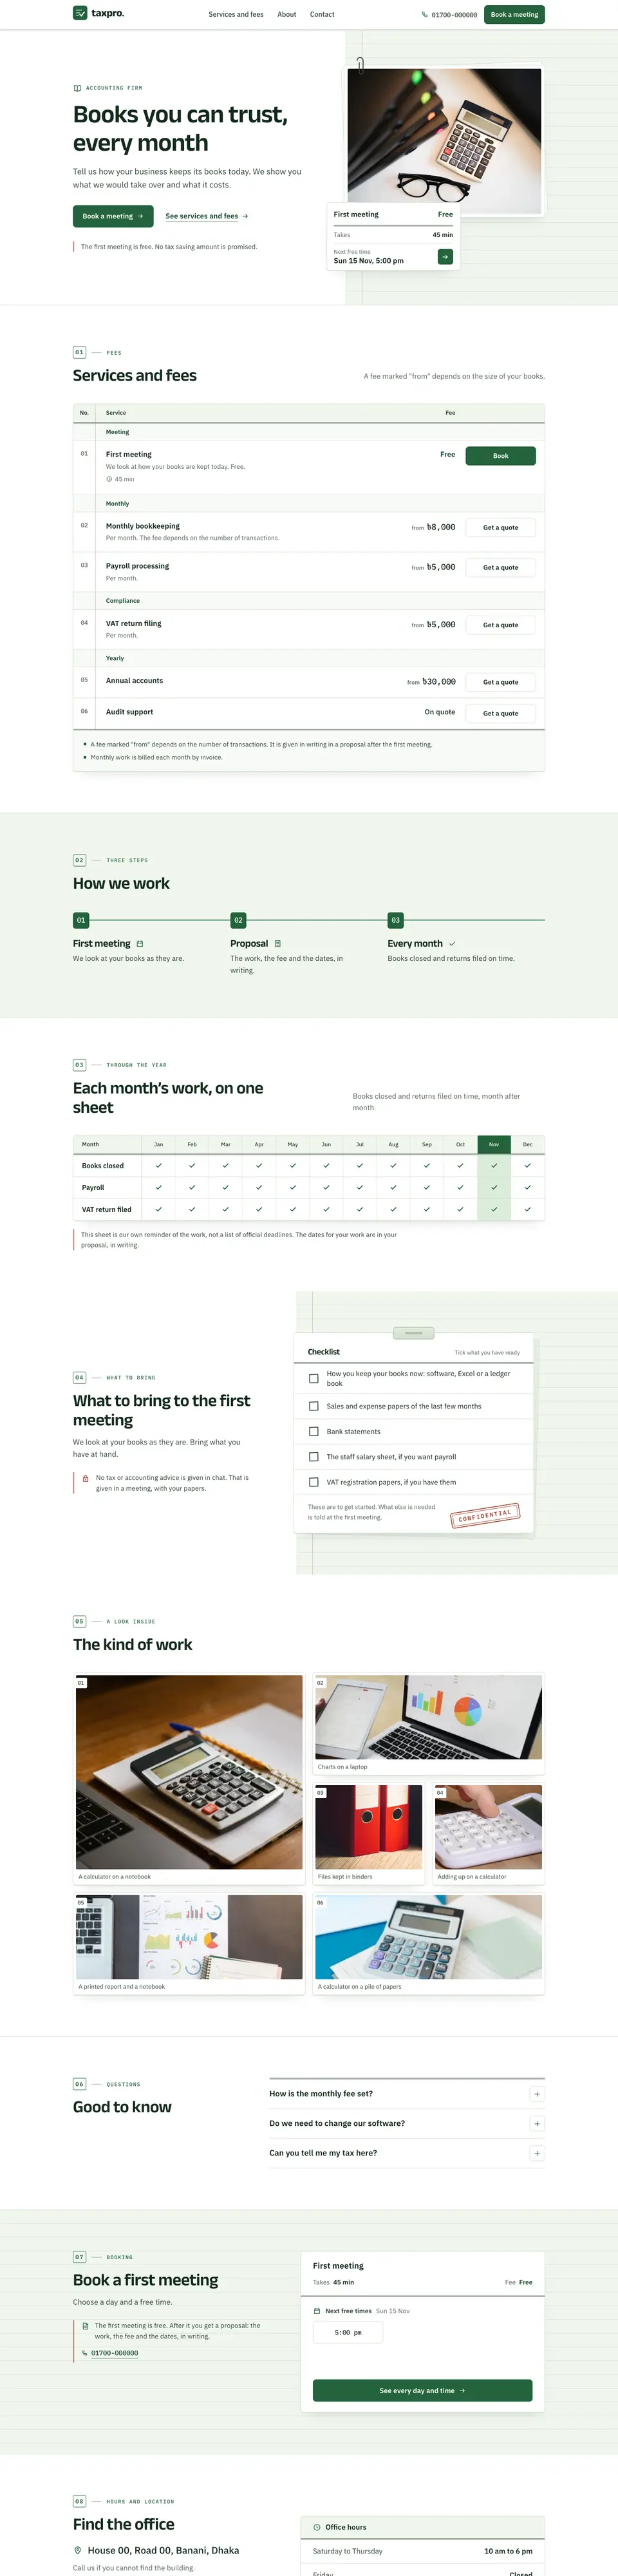 taxpro.
Services and fees About Contact
01700-000000 Book a meeting
ACCOUNTING FIRM
Books you can trust,
every month
Tell us how your business keeps its books today. We show you
what we would take over and what it costs.
Book a meeting → See services and fees →
The first meeting is free. No tax saving amount is promised.
First meeting Free
Takes 45 min
Next free time
Sun 15 Nov, 5:00 pm
01 FEES
Services and fees
A fee marked "from" depends on the size of your books.
No. Service Fee
Meeting
01 First meeting Free Book
We look at how your books are kept today. Free.
45 min
Monthly
02 Monthly bookkeeping from ৳8,000 Get a quote
Per month. The fee depends on the number of transactions.
03 Payroll processing from ৳5,000 Get a quote
Per month.
Compliance
04 VAT return filing from ৳5,000 Get a quote
Per month.
Yearly
05 Annual accounts from ৳30,000 Get a quote
06 Audit support On quote Get a quote
A fee marked "from" depends on the number of transactions. It is given in writing in a proposal after the first meeting.
Monthly work is billed each month by invoice.
02 THREE STEPS
How we work
01 02 03
First meeting Proposal Every month
We look at your books as they are. The work, the fee and the dates, in Books closed and returns filed on time.
writing.
03 THROUGH THE YEAR
Each month's work, on one
sheet
Books closed and returns filed on time, month after
month.
Month Jan Feb Mar Apr May Jun Jul Aug Sep Oct Nov Dec
Books closed
Payroll
VAT return filed
This sheet is our own reminder of the work, not a list of official deadlines. The dates for your work are in your
proposal, in writing.
04 WHAT TO BRING
What to bring to the first
meeting
We look at your books as they are. Bring what you
have at hand.
No tax or accounting advice is given in chat. That is
given in a meeting, with your papers.
Checklist Tick what you have ready
How you keep your books now: software, Excel or a ledger
book
Sales and expense papers of the last few months
Bank statements
The staff salary sheet, if you want payroll
VAT registration papers, if you have them
These are to get started. What else is needed
is told at the first meeting.
CONFIDENTIAL
05 A LOOK INSIDE
The kind of work
01
A calculator on a notebook
02
Charts on a laptop
03
Files kept in binders
04
Adding up on a calculator
05
A printed report and a notebook
06
A calculator on a pile of papers
06 QUESTIONS
Good to know
How is the monthly fee set?
Do we need to change our software?
Can you tell me my tax here?
07 BOOKING
Book a first meeting
Choose a day and a free time.
The first meeting is free. After it you get a proposal: the
work, the fee and the dates, in writing.
01700-000000
First meeting
Takes 45 min Fee Free
Next free times Sun 15 Nov
5:00 pm
See every day and time →
08 HOURS AND LOCATION
Find the office
House 00, Road 00, Banani, Dhaka
Call us if you cannot find the building.
Office hours
Saturday to Thursday 10 am to 6 pm
Friday Closed